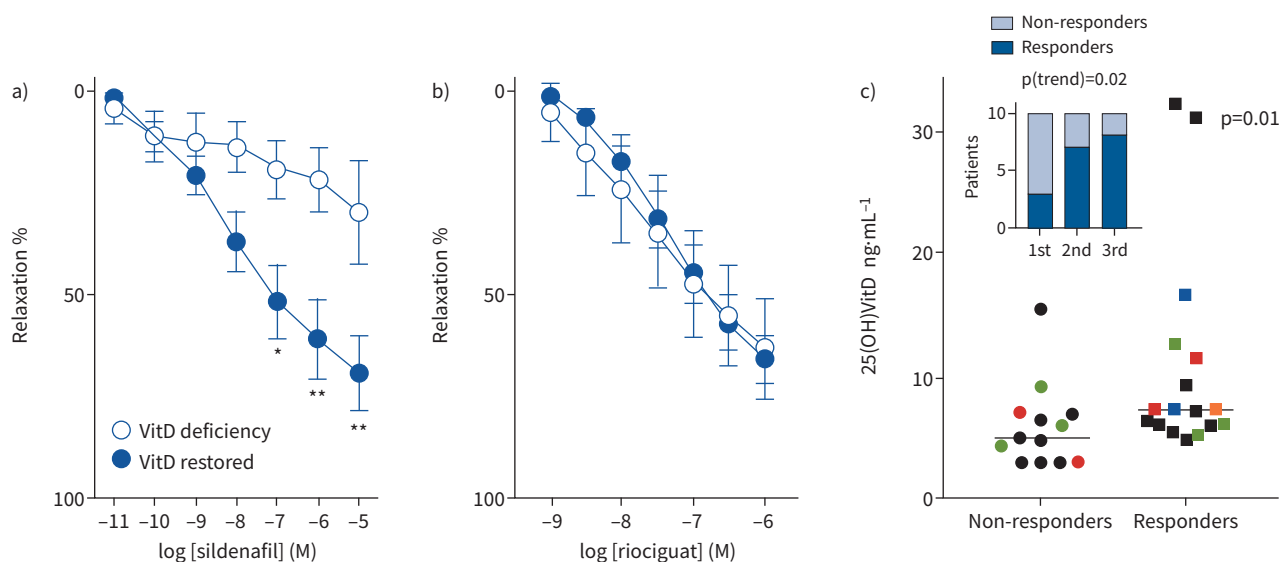 a)
0
50
100
Relaxation %
VitD deficiency
VitD restored
*
**
**
–11 –10 –9 –8 –7 –6 –5
log [sildenafil] (M)
b)
0
50
100
Relaxation %
–9 –8 –7 –6
log [riociguat] (M)
c)
Non-responders
Responders
p(trend)=0.02
10
5
0
Patients
1st 2nd 3rd
p=0.01
30
20
10
0
25(OH)VitD ng·mL⁻¹
Non-responders Responders